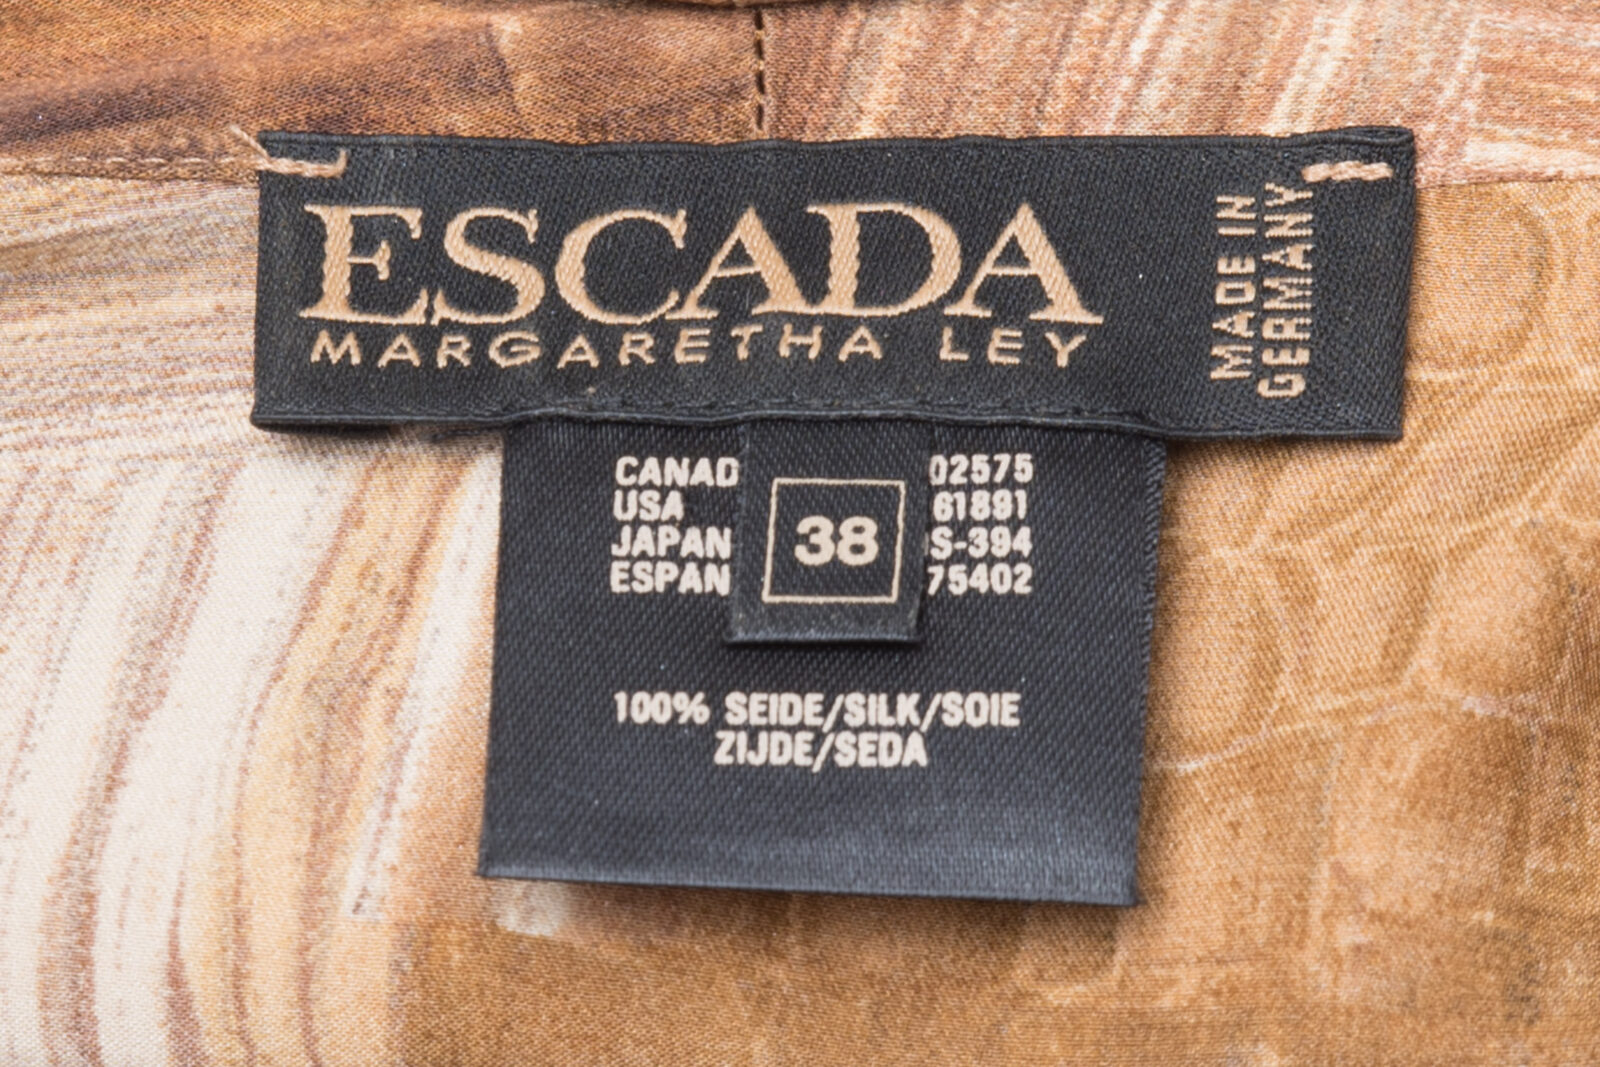 ESCADA
MARGARETHA LEY
MADE IN
GERMANY
CANAD 02575
USA 61891
JAPAN S-394
ESPAN 75402
38
100% SEIDE/SILK/SOIE
ZIJDE/SEDA